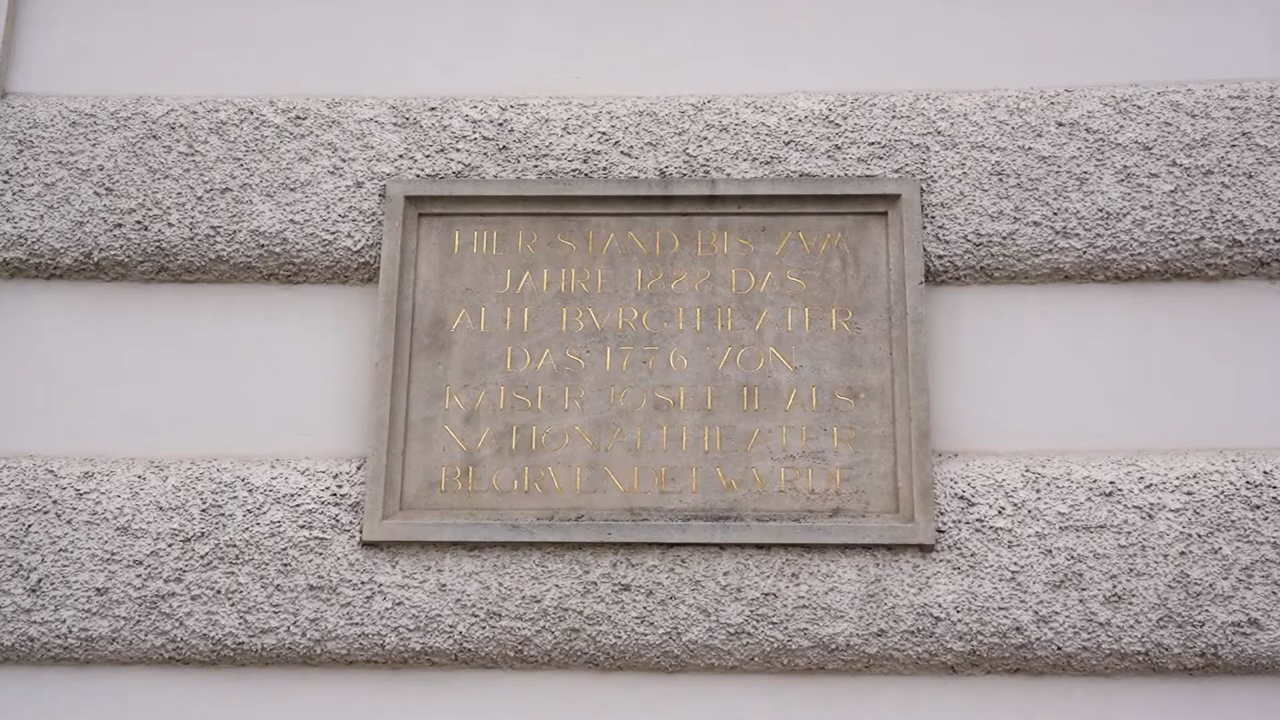 HIER STAND BIS ZVM
JAHRE 1888 DAS
ALTE BVRGTHEATER
DAS 1776 VON
KAISER JOSEF II ALS
NATIONALTHEATER
BEGRVENDET WVRDE